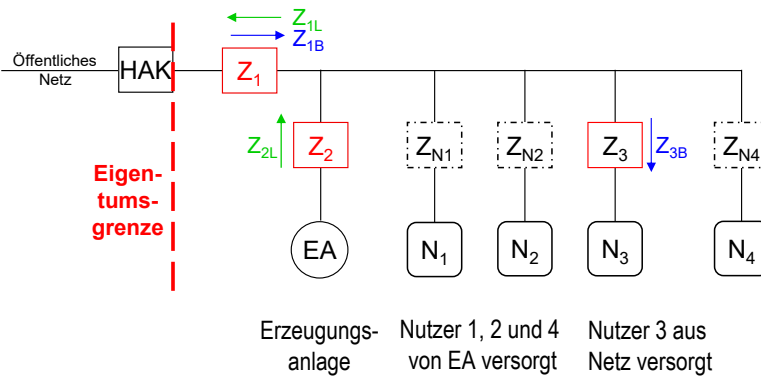 Z1L
Z1B
Öffentliches
Netz
HAK
Z1
Z2L
Z2
ZN1
ZN2
Z3
Z3B
ZN4
Eigen-
tums-
grenze
EA
N1
N2
N3
N4
Erzeugungs-
anlage
Nutzer 1, 2 und 4
von EA versorgt
Nutzer 3 aus
Netz versorgt